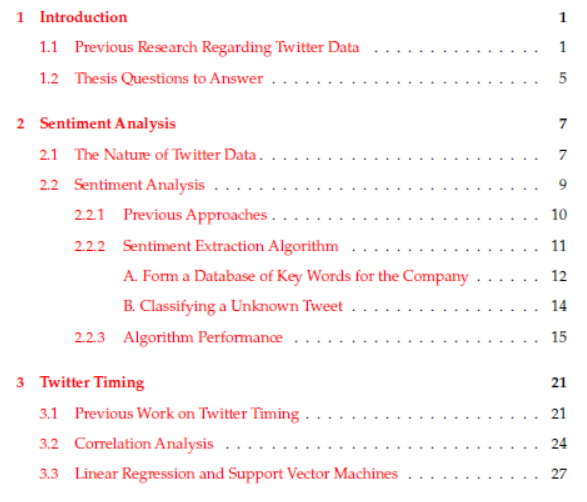 1 Introduction 1
1.1 Previous Research Regarding Twitter Data . . . . . . . . . . . . . . . 1
1.2 Thesis Questions to Answer . . . . . . . . . . . . . . . . . . . . . . . . 5
2 Sentiment Analysis 7
2.1 The Nature of Twitter Data . . . . . . . . . . . . . . . . . . . . . . . . . 7
2.2 Sentiment Analysis . . . . . . . . . . . . . . . . . . . . . . . . . . . . . 9
2.2.1 Previous Approaches . . . . . . . . . . . . . . . . . . . . . . . . 10
2.2.2 Sentiment Extraction Algorithm . . . . . . . . . . . . . . . . . 11
A. Form a Database of Key Words for the Company . . . . . . 12
B. Classifying a Unknown Tweet . . . . . . . . . . . . . . . . . 14
2.2.3 Algorithm Performance . . . . . . . . . . . . . . . . . . . . . . 15
3 Twitter Timing 21
3.1 Previous Work on Twitter Timing . . . . . . . . . . . . . . . . . . . . . 21
3.2 Correlation Analysis . . . . . . . . . . . . . . . . . . . . . . . . . . . . 24
3.3 Linear Regression and Support Vector Machines . . . . . . . . . . . . 27